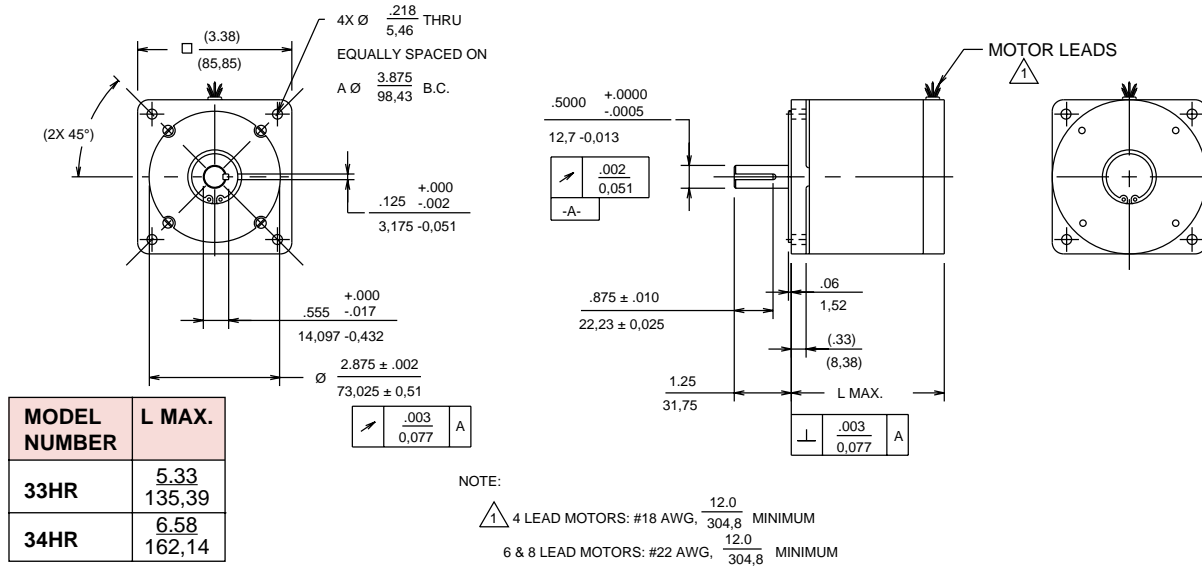 4X Ø .218 THRU
5,46
EQUALLY SPACED ON
A Ø 3.875 B.C.
98,43
□ (3.38)
(85,85)
(2X 45°)
.125 +.000
-.002
3,175 -0,051
.555 +.000
-.017
14,097 -0,432
Ø 2.875 ± .002
73,025 ± 0,51
.003 A
0,077
MOTOR LEADS
1
.5000 +.0000
-.0005
12,7 -0,013
.002
0,051
-A-
.875 ± .010
22,23 ± 0,025
.06
1,52
(.33)
(8,38)
1.25
31,75
L MAX.
⊥ .003 A
0,077
MODEL NUMBER L MAX.
33HR 5.33
135,39
34HR 6.58
162,14
NOTE:
1 4 LEAD MOTORS: #18 AWG, 12.0 MINIMUM
304,8
6 & 8 LEAD MOTORS: #22 AWG, 12.0 MINIMUM
304,8